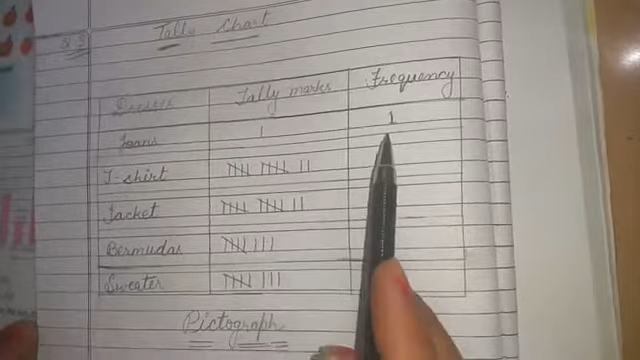 Tally Chart
Dresses Tally marks Frequency
Jeans | 1
T-shirt 𝍸 𝍸 ||
Jacket 𝍸 𝍸 ||
Bermudas 𝍸 |||
Sweater 𝍸 |||
Pictograph